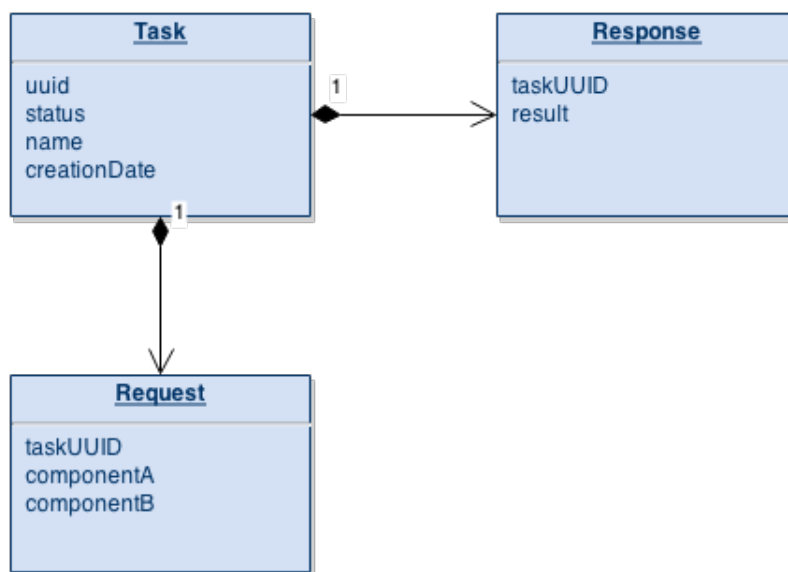 Task
uuid
status
name
creationDate
1
Response
taskUUID
result
1
Request
taskUUID
componentA
componentB